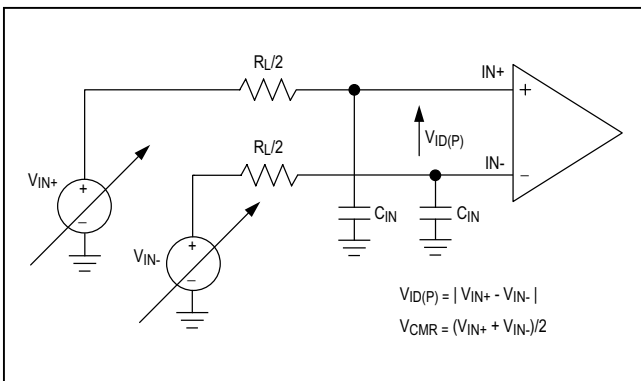 RL/2
IN+
+
VID(P)
RL/2
IN-
−
VIN+
+
−
CIN
CIN
VIN-
+
−
VID(P) = | VIN+ - VIN- |
VCMR = (VIN+ + VIN-)/2